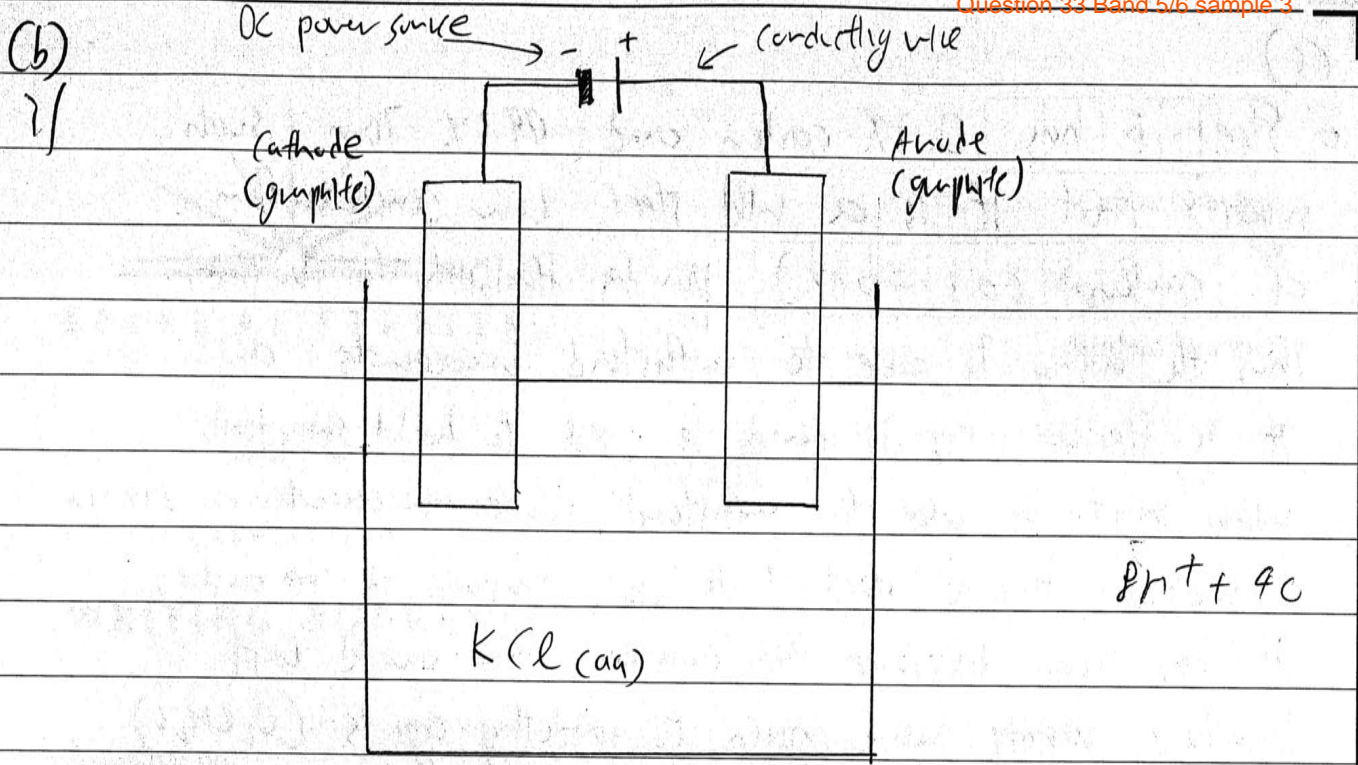 Question 33 Band 5/6 sample 3
(b)
DC power source
- +
conducting wire
i)
Cathode
(graphite)
Anode
(graphite)
8H+ + 4c
KCl (aq)